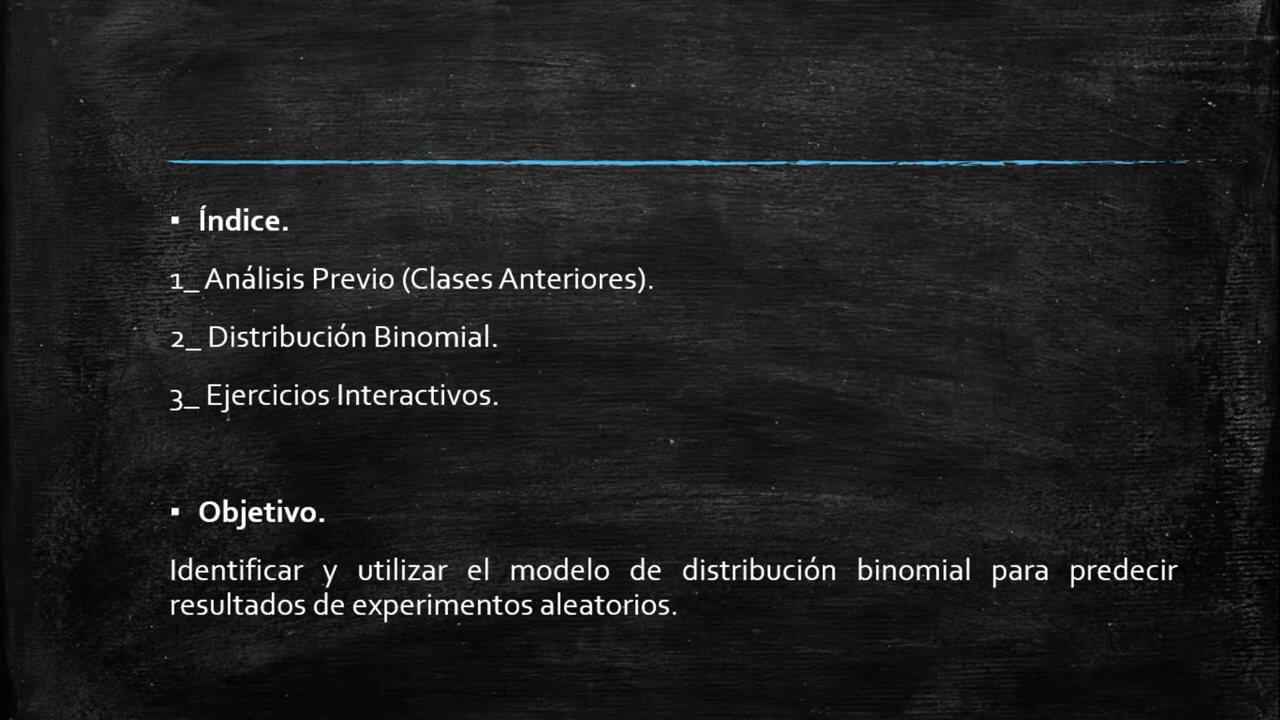 ▪ Índice.
1_ Análisis Previo (Clases Anteriores).
2_ Distribución Binomial.
3_ Ejercicios Interactivos.
▪ Objetivo.
Identificar y utilizar el modelo de distribución binomial para predecir
resultados de experimentos aleatorios.